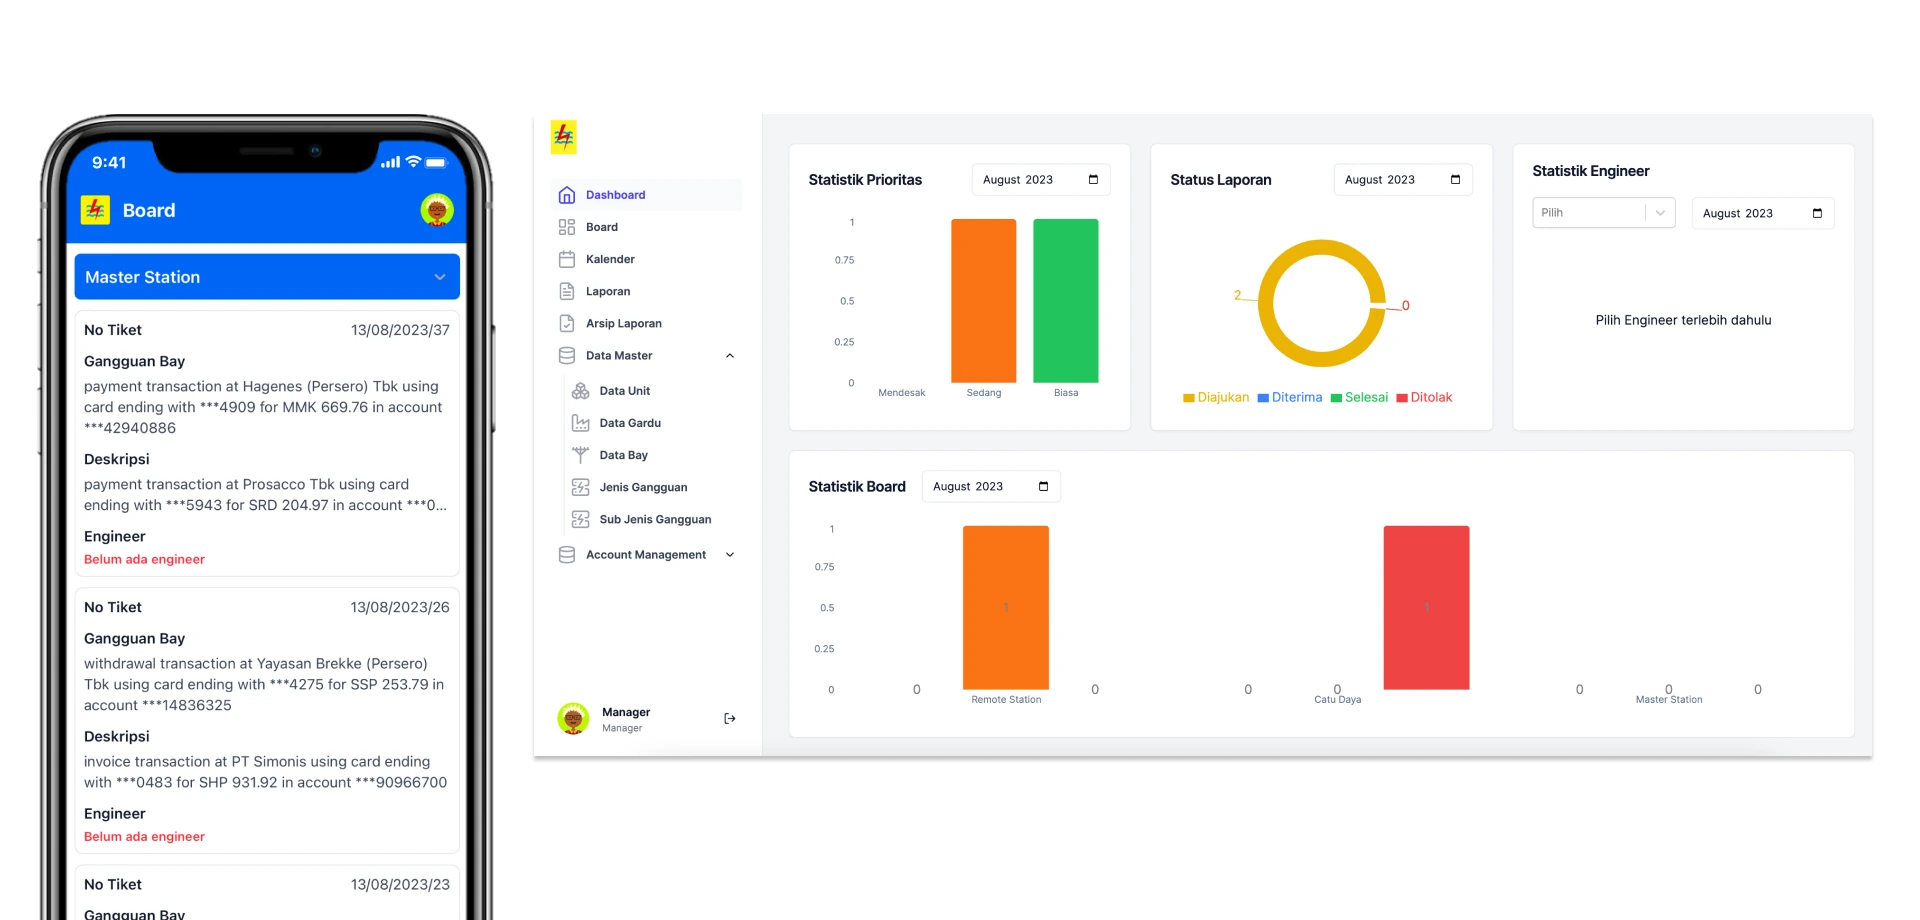 9:41
Board
Master Station
No Tiket 13/08/2023/37
Gangguan Bay
payment transaction at Hagenes (Persero) Tbk using
card ending with ***4909 for MMK 669.76 in account
***42940886
Deskripsi
payment transaction at Prosacco Tbk using card
ending with ***5943 for SRD 204.97 in account ***0...
Engineer
Belum ada engineer
No Tiket 13/08/2023/26
Gangguan Bay
withdrawal transaction at Yayasan Brekke (Persero)
Tbk using card ending with ***4275 for SSP 253.79 in
account ***14836325
Deskripsi
invoice transaction at PT Simonis using card ending
with ***0483 for SHP 931.92 in account ***90966700
Engineer
Belum ada engineer
No Tiket 13/08/2023/23
Gangguan Bay
Dashboard
Board
Kalender
Laporan
Arsip Laporan
Data Master
Data Unit
Data Gardu
Data Bay
Jenis Gangguan
Sub Jenis Gangguan
Account Management
Manager
Manager
Statistik Prioritas August 2023
1
0.75
0.5
0.25
0
Mendesak Sedang Biasa
Status Laporan August 2023
2
0
Diajukan Diterima Selesai Ditolak
Statistik Engineer
Pilih August 2023
Pilih Engineer terlebih dahulu
Statistik Board August 2023
1
0.75
0.5 1 1
0.25
0 0 0 0 0 0 0 0
Remote Station Catu Daya Master Station